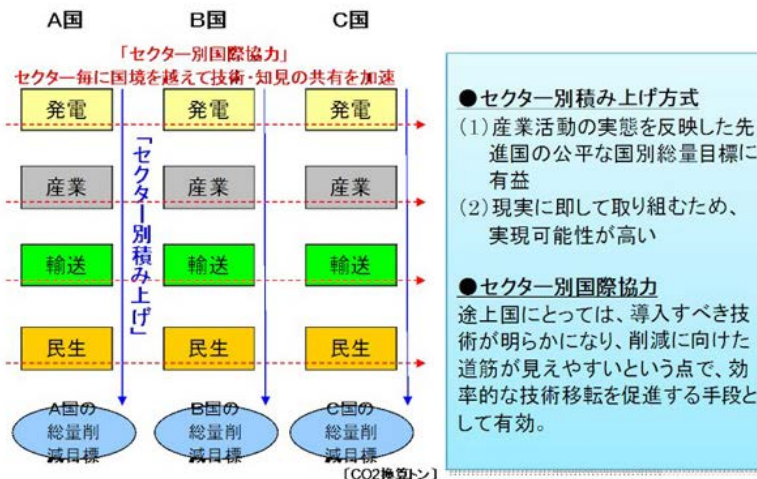 A国 B国 C国
「セクター別国際協力」
セクター毎に国境を越えて技術・知見の共有を加速
発電 発電 発電
産業 産業 産業
輸送 輸送 輸送
民生 民生 民生
「セクター別積み上げ」
A国の
総量削
減目標
B国の
総量削
減目標
C国の
総量削
減目標
[CO2換算トン]
●セクター別積み上げ方式
(1)産業活動の実態を反映した先
進国の公平な国別総量目標に
有益
(2)現実に即して取り組むため、
実現可能性が高い
●セクター別国際協力
途上国にとっては、導入すべき技
術が明らかになり、削減に向けた
道筋が見えやすいという点で、効
率的な技術移転を促進する手段と
して有効。